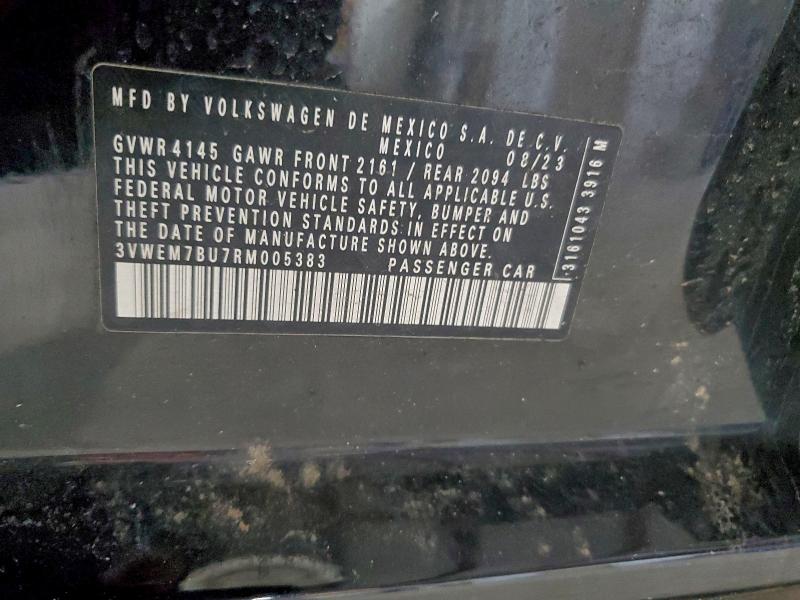 MFD BY VOLKSWAGEN DE MEXICO S.A. DE C.V.
MEXICO 08/23
GVWR 4145 GAWR FRONT 2161 / REAR 2094 LBS
THIS VEHICLE CONFORMS TO ALL APPLICABLE U.S.
FEDERAL MOTOR VEHICLE SAFETY, BUMPER AND
THEFT PREVENTION STANDARDS IN EFFECT ON
THE DATE OF MANUFACTURE SHOWN ABOVE.
3VWEM7BU7RM005383 PASSENGER CAR
3161043 3916 M